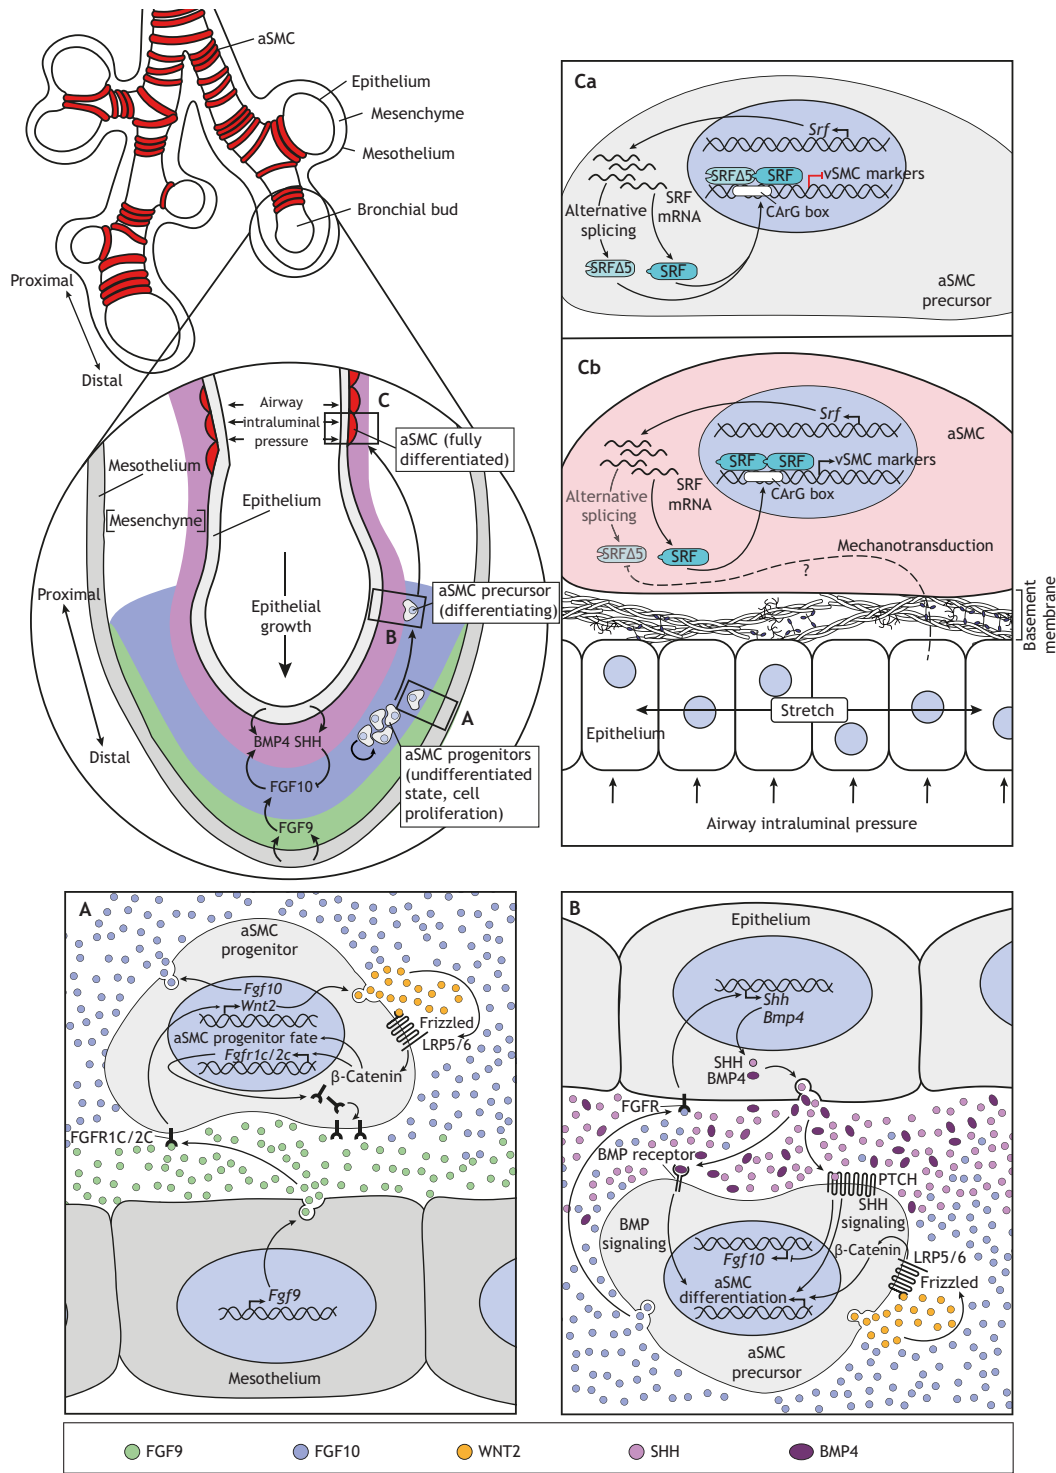 aSMC
Epithelium
Mesenchyme
Mesothelium
Bronchial bud
Proximal
Distal
C
Airway
intraluminal
pressure
aSMC (fully
differentiated)
Mesothelium
Mesenchyme
Epithelium
Proximal
Distal
Epithelial
growth
aSMC precursor
(differentiating)
B
A
BMP4 SHH
FGF10
FGF9
aSMC progenitors
(undifferentiated
state, cell
proliferation)
Ca
Srf
SRFΔ5
SRF
vSMC markers
CArG box
SRF
mRNA
Alternative
splicing
SRFΔ5
SRF
aSMC
precursor
Cb
Srf
aSMC
SRF
SRF
vSMC markers
CArG box
SRF
mRNA
Alternative
splicing
SRFΔ5
SRF
Mechanotransduction
?
Basement
membrane
Stretch
Epithelium
Airway intraluminal pressure
A
aSMC
progenitor
Fgf10
Wnt2
aSMC progenitor fate
Fgfr1c/2c
Frizzled
LRP5/6
β-Catenin
FGFR1C/2C
Fgf9
Mesothelium
B
Epithelium
Shh
Bmp4
SHH
BMP4
FGFR
BMP receptor
PTCH
SHH
signaling
BMP
signaling
Fgf10
β-Catenin
LRP5/6
Frizzled
aSMC
differentiation
aSMC
precursor
FGF9
FGF10
WNT2
SHH
BMP4